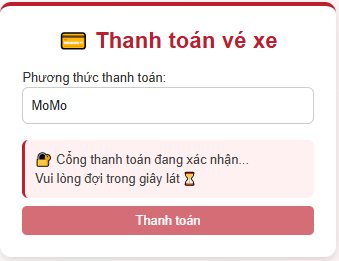 Thanh toán vé xe
Phương thức thanh toán:
MoMo
Cổng thanh toán đang xác nhận...
Vui lòng đợi trong giây lát
Thanh toán